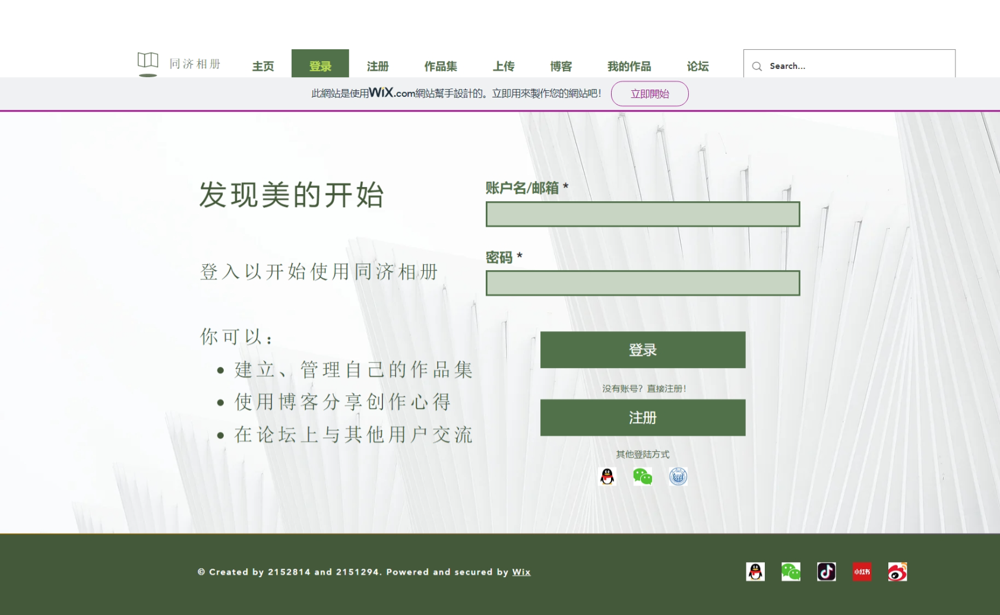 同济相册
主页 登录 注册 作品集 上传 博客 我的作品 论坛
Search...
此網站是使用WiX.com網站幫手設計的。立即用來製作您的網站吧！ 立即開始
发现美的开始
登入以开始使用同济相册
你可以：
建立、管理自己的作品集
使用博客分享创作心得
在论坛上与其他用户交流
账户名/邮箱 *
密码 *
登录
没有账号？直接注册！
注册
其他登陆方式
© Created by 2152814 and 2151294. Powered and secured by Wix
小红书